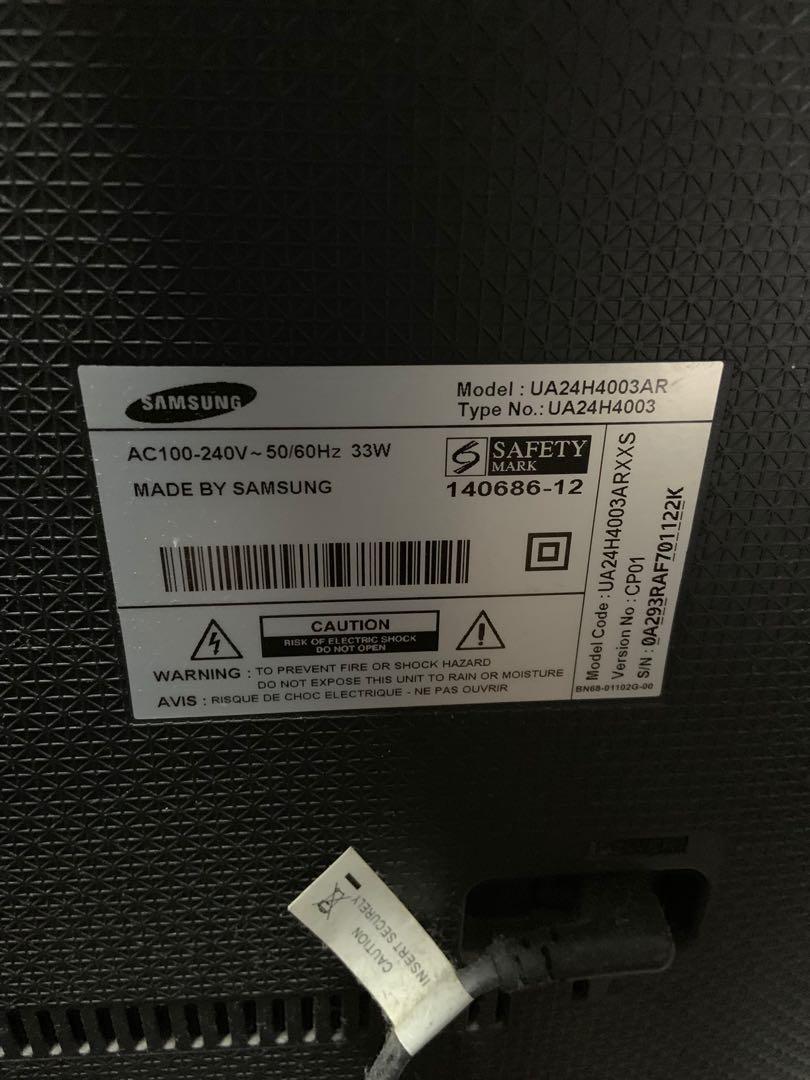 SAMSUNG
Model : UA24H4003AR
Type No.: UA24H4003
AC100-240V~ 50/60Hz 33W
MADE BY SAMSUNG
SAFETY
MARK
140686-12
CAUTION
RISK OF ELECTRIC SHOCK
DO NOT OPEN
WARNING : TO PREVENT FIRE OR SHOCK HAZARD
DO NOT EXPOSE THIS UNIT TO RAIN OR MOISTURE
AVIS : RISQUE DE CHOC ELECTRIQUE - NE PAS OUVRIR
Model Code : UA24H4003ARXXS
Version No : CP01
S/N : 0A293RAF701122K
BN68-01102G-00
POWER
CAUTION
INSERT SECURELY